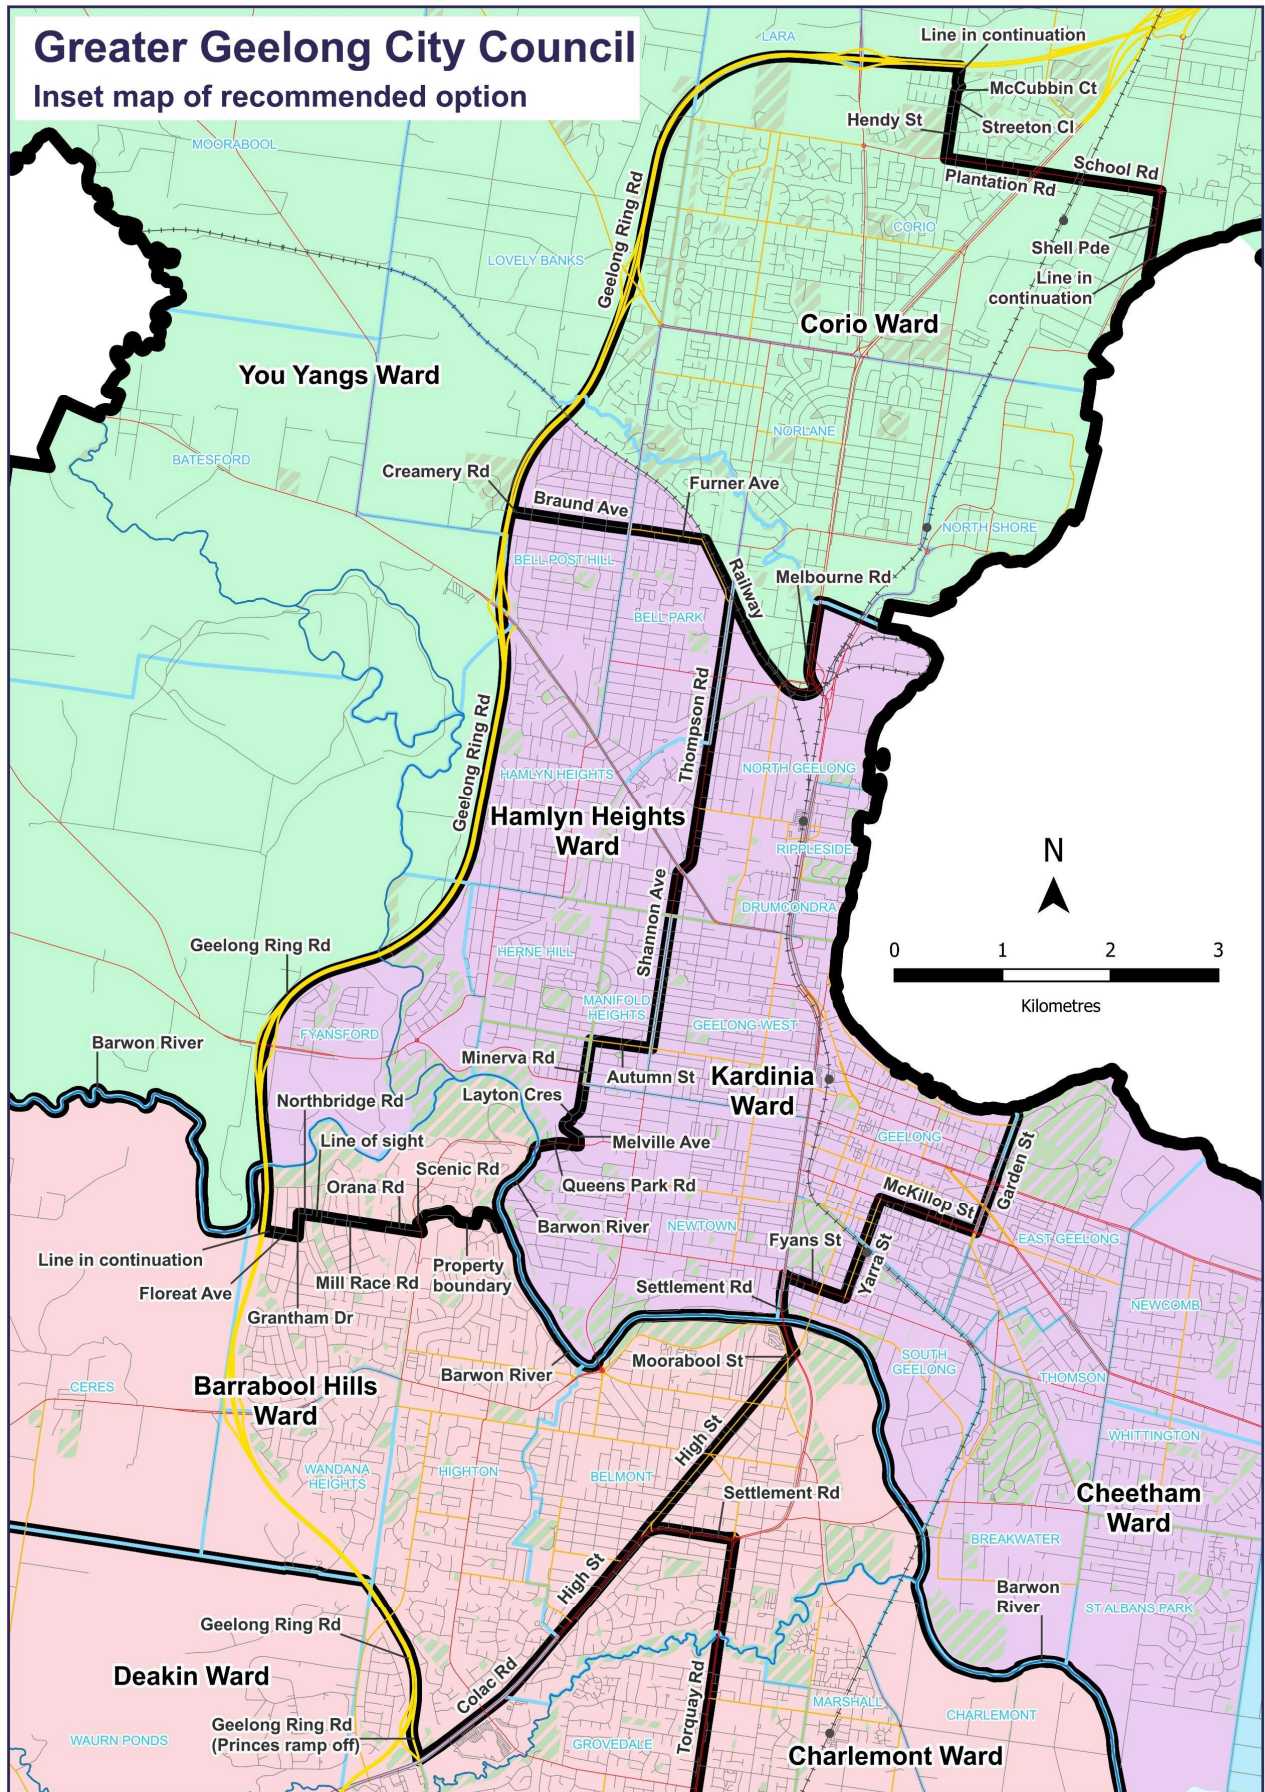 Greater Geelong City Council
Inset map of recommended option
LARA
Line in continuation
McCubbin Ct
Hendy St
Streeton Cl
MOORABOOL
School Rd
Plantation Rd
Geelong Ring Rd
CORIO
Shell Pde
LOVELY BANKS
Line in
continuation
Corio Ward
You Yangs Ward
NORLANE
BATESFORD
Creamery Rd
Furner Ave
Braund Ave
NORTH SHORE
BELL POST HILL
Railway
Melbourne Rd
BELL PARK
Thompson Rd
Geelong Ring Rd
NORTH GEELONG
HAMLYN HEIGHTS
Hamlyn Heights
Ward
N
RIPPLESIDE
Shannon Ave
DRUMCONDRA
Geelong Ring Rd
HERNE HILL
0 1 2 3
Kilometres
MANIFOLD
HEIGHTS
GEELONG WEST
FYANSFORD
Barwon River
Minerva Rd
Autumn St
Kardinia
Ward
Layton Cres
Northbridge Rd
Line of sight
Melville Ave
GEELONG
Garden St
Scenic Rd
Orana Rd
Queens Park Rd
McKillop St
Barwon River
NEWTOWN
Fyans St
EAST GEELONG
Line in continuation
Floreat Ave
Mill Race Rd
Property
boundary
Settlement Rd
Yarra St
Grantham Dr
NEWCOMB
Moorabool St
SOUTH
GEELONG
Barwon River
THOMSON
CERES
Barrabool Hills
Ward
High St
WHITTINGTON
WANDANA
HEIGHTS
HIGHTON
BELMONT
Settlement Rd
Cheetham
Ward
BREAKWATER
High St
Barwon
River
ST ALBANS PARK
Geelong Ring Rd
Deakin Ward
Colac Rd
Torquay Rd
MARSHALL
CHARLEMONT
Geelong Ring Rd
(Princes ramp off)
WAURN PONDS
GROVEDALE
Charlemont Ward